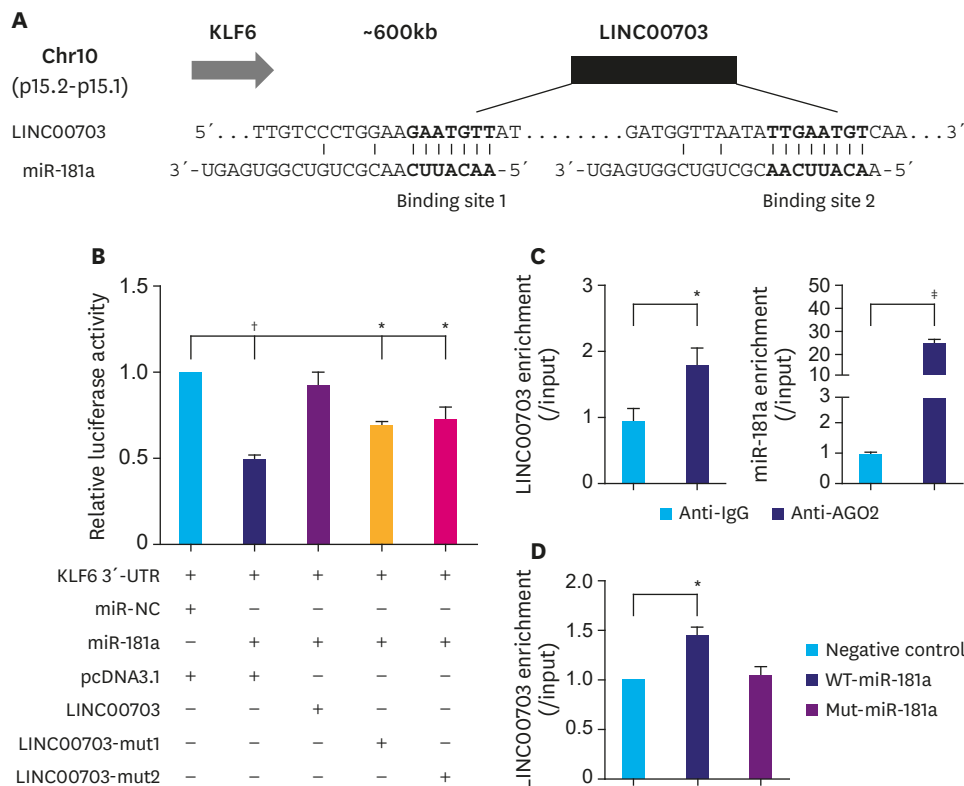 A
KLF6 ~600kb LINC00703
Chr10
(p15.2-p15.1)
LINC00703 5´...TTGTCCCTGGAAGAATGTTAT........GATGGTTAATATTGAATGTCAA...3´
miR-181a 3´-UGAGUGGCUGUCGCAACUUACAA-5´ 3´-UGAGUGGCUGUCGCAACUUACAA-5´
Binding site 1 Binding site 2
B
Relative luciferase activity
1.5
1.0
0.5
0
† * *
KLF6 3´-UTR + + + + +
miR-NC + − − − −
miR-181a − + + + +
pcDNA3.1 + + − − −
LINC00703 − − + − −
LINC00703-mut1 − − − + −
LINC00703-mut2 − − − − +
C
LINC00703 enrichment
(/input)
3
2
1
0
*
miR-181a enrichment
(/input)
50
40
30
20
10
3
2
1
0
‡
Anti-IgG Anti-AGO2
D
LINC00703 enrichment
(/input)
2.0
1.5
1.0
0.5
0
*
Negative control
WT-miR-181a
Mut-miR-181a